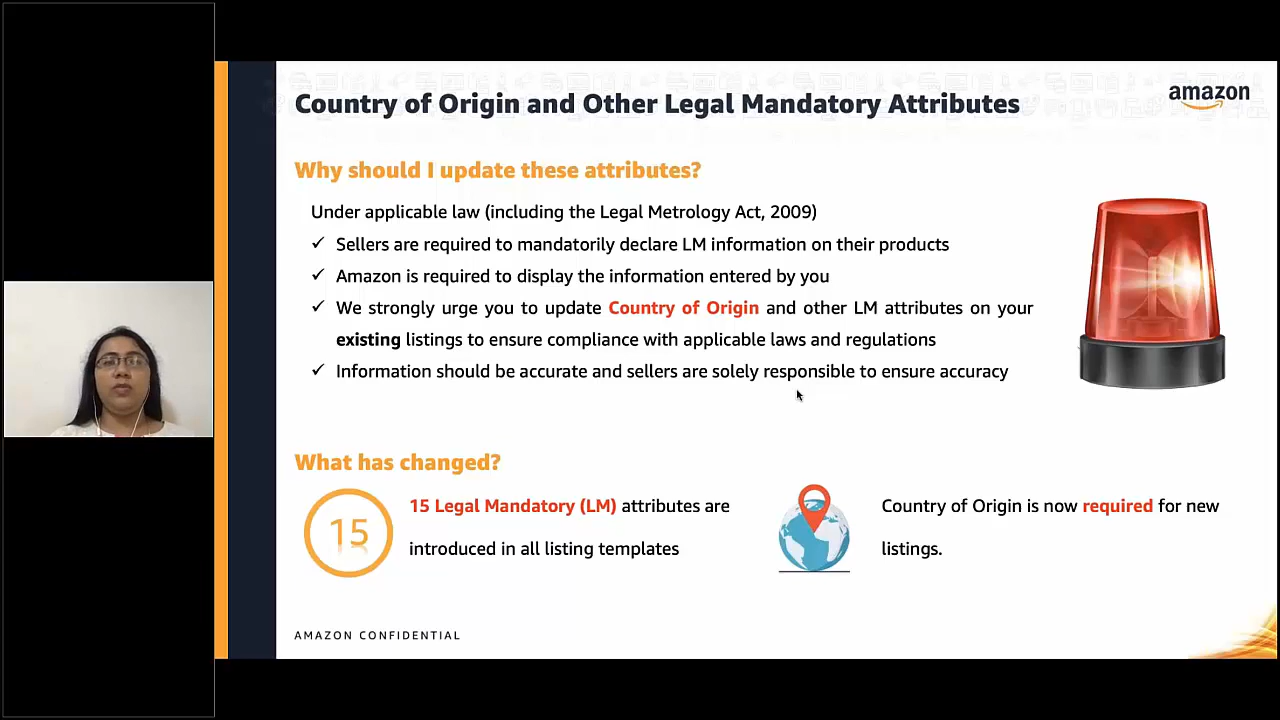 Country of Origin and Other Legal Mandatory Attributes
amazon
Why should I update these attributes?
Under applicable law (including the Legal Metrology Act, 2009)
✓ Sellers are required to mandatorily declare LM information on their products
✓ Amazon is required to display the information entered by you
✓ We strongly urge you to update Country of Origin and other LM attributes on your
existing listings to ensure compliance with applicable laws and regulations
✓ Information should be accurate and sellers are solely responsible to ensure accuracy
What has changed?
15
15 Legal Mandatory (LM) attributes are
introduced in all listing templates
Country of Origin is now required for new
listings.
AMAZON CONFIDENTIAL